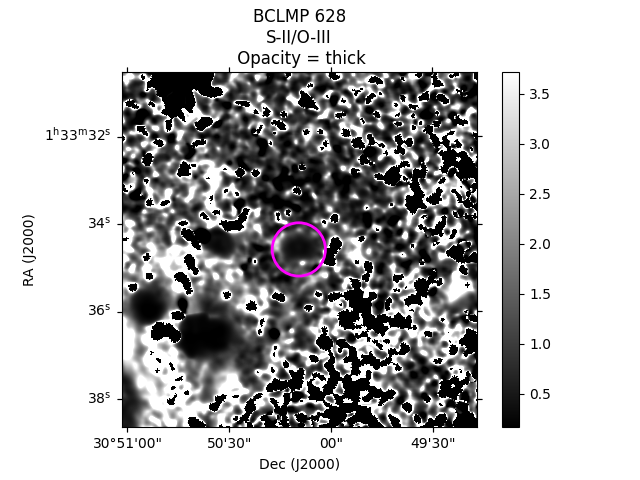 BCLMP 628
S-II/O-III
Opacity = thick
1h33m32s
34s
36s
38s
RA (J2000)
30°51'00"
50'30"
00"
49'30"
Dec (J2000)
3.5
3.0
2.5
2.0
1.5
1.0
0.5